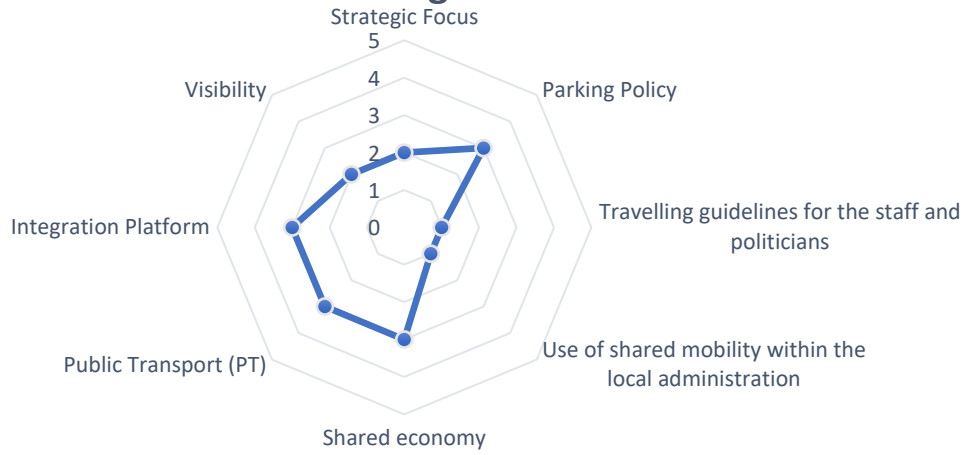 Strategic Focus
5
4
3
2
1
0
Parking Policy
Travelling guidelines for the staff and
politicians
Use of shared mobility within the
local administration
Shared economy
Public Transport (PT)
Integration Platform
Visibility